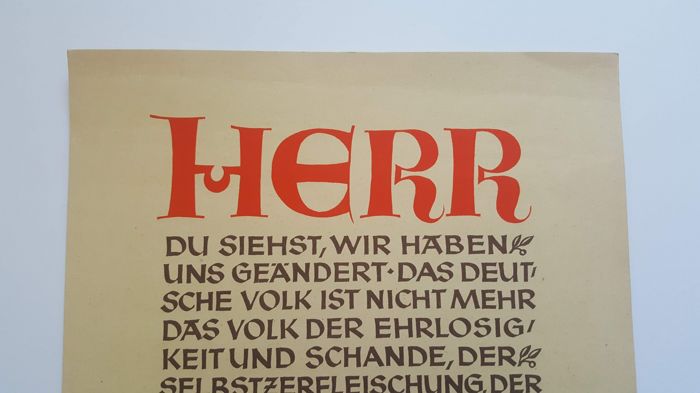 HERR
DU SIEHST, WIR HABEN
UNS GEÄNDERT·DAS DEUT-
SCHE VOLK IST NICHT MEHR
DAS VOLK DER EHRLOSIG-
KEIT UND SCHANDE, DER
SELBSTZERFLEISCHUNG, DER